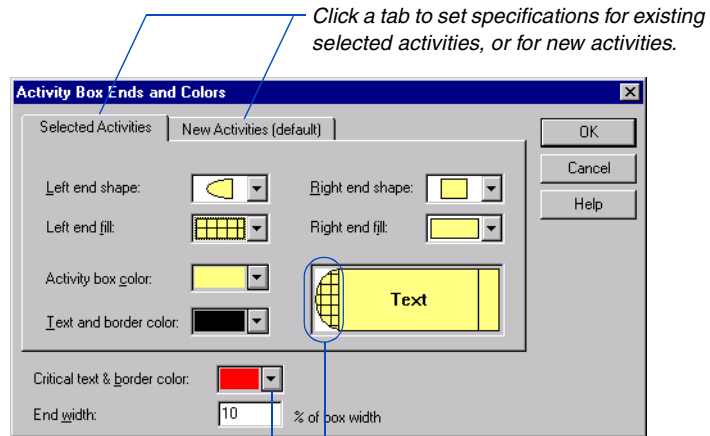 Click a tab to set specifications for existing
selected activities, or for new activities.
Activity Box Ends and Colors
Selected Activities
New Activities (default)
OK
Cancel
Help
Left end shape:
Right end shape:
Left end fill:
Right end fill:
Activity box color:
Text
Text and border color:
Critical text & border color:
End width:
10
% of box width